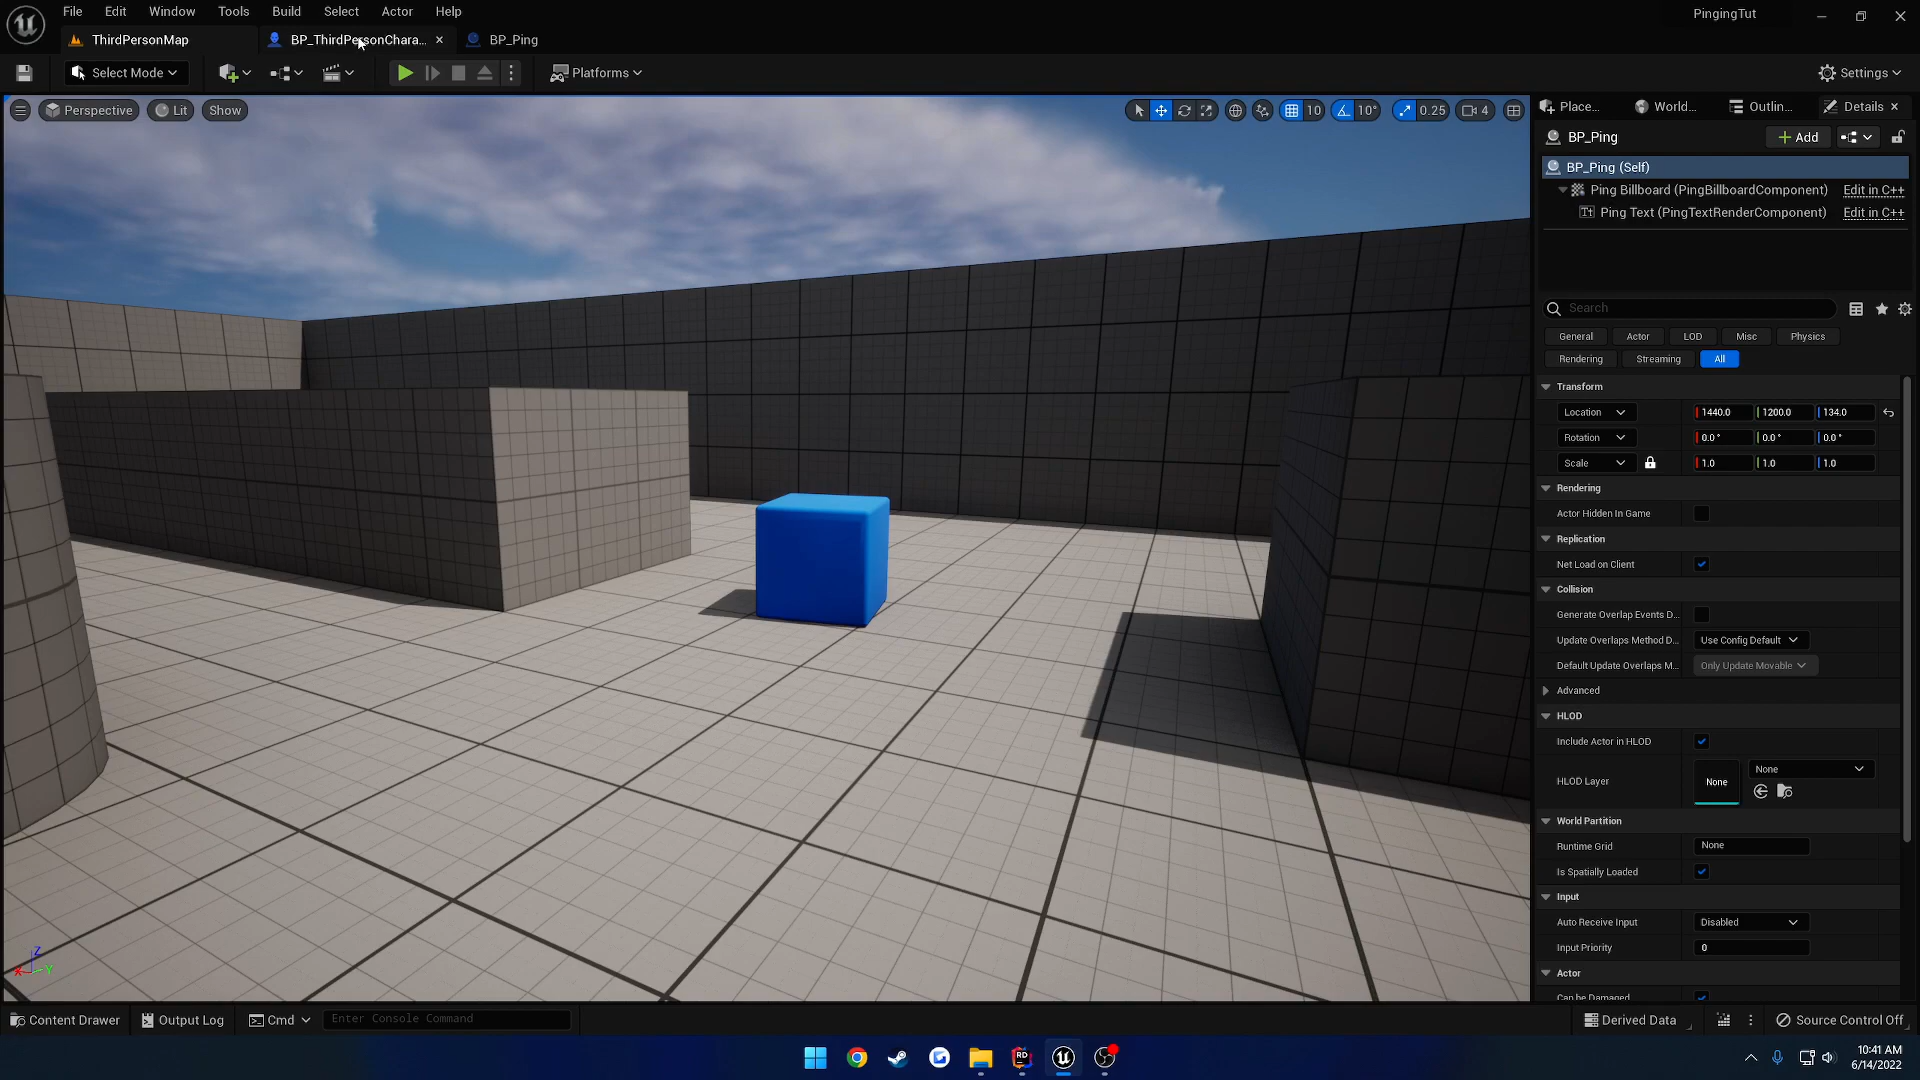 File Edit Window Tools Build Select Actor Help
PingingTut
ThirdPersonMap
BP_ThirdPersonChara...
BP_Ping
Select Mode
Platforms
Settings
Perspective
Lit
Show
10
10°
0.25
4
Place...
World...
Outlin...
Details
BP_Ping
Add
BP_Ping (Self)
Ping Billboard (PingBillboardComponent) Edit in C++
Ping Text (PingTextRenderComponent) Edit in C++
Search
General Actor LOD Misc Physics
Rendering Streaming All
Transform
Location 1440.0 1200.0 134.0
Rotation 0.0° 0.0° 0.0°
Scale 1.0 1.0 1.0
Rendering
Actor Hidden In Game
Replication
Net Load on Client
Collision
Generate Overlap Events D...
Update Overlaps Method D... Use Config Default
Default Update Overlaps M... Only Update Movable
Advanced
HLOD
Include Actor in HLOD
HLOD Layer None None
World Partition
Runtime Grid None
Is Spatially Loaded
Input
Auto Receive Input Disabled
Input Priority 0
Actor
Can be Damaged
Z
X
Y
Content Drawer
Output Log
Cmd
Enter Console Command
Derived Data
Source Control Off
RD
10:41 AM
6/14/2022